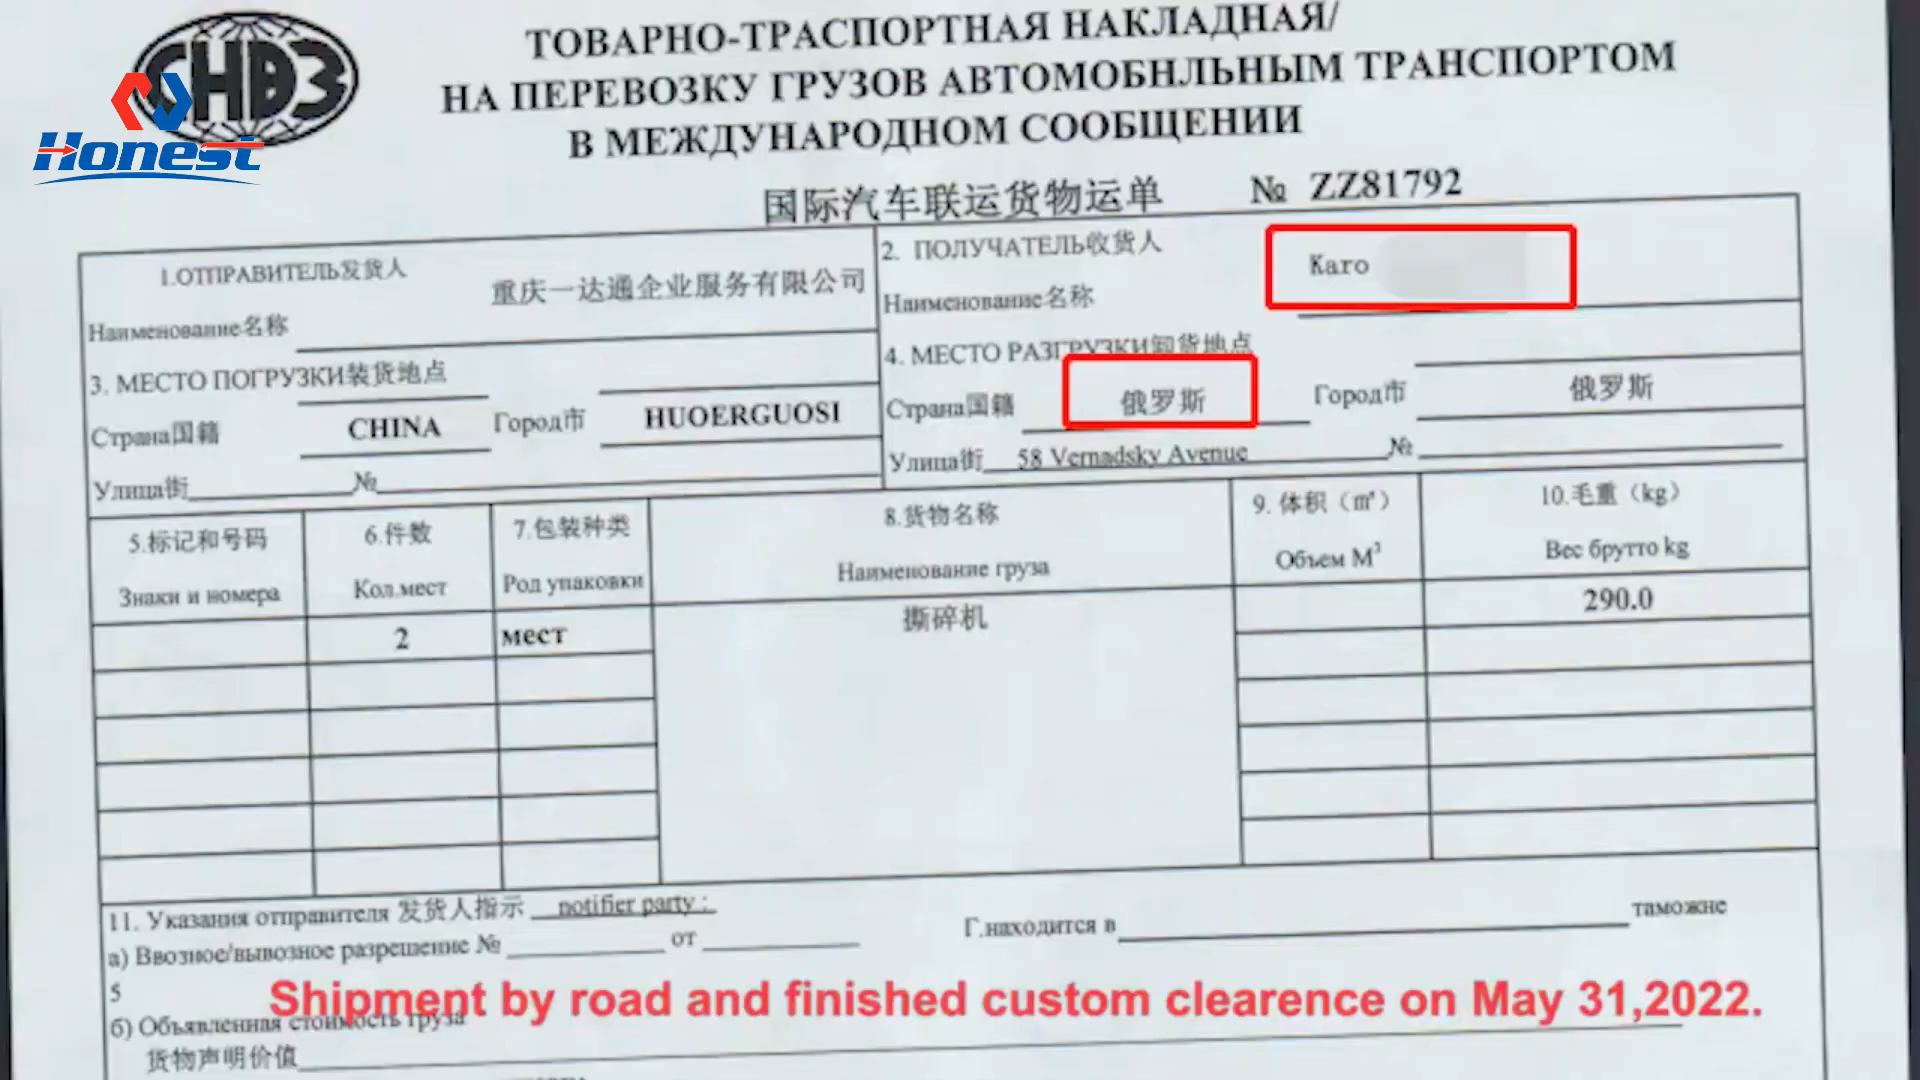 SHDZ
Honest
ТОВАРНО-ТРАСПОРТНАЯ НАКЛАДНАЯ/
НА ПЕРЕВОЗКУ ГРУЗОВ АВТОМОБНЛЬНЫМ ТРАНСПОРТОМ
В МЕЖДУНАРОДНОМ СООБЩЕНИИ
国际汽车联运货物运单 № ZZ81792
1.ОТПРАВИТЕЛЬ发货人
重庆一达通企业服务有限公司
Наименование名称
2. ПОЛУЧАТЕЛЬ收货人
Karo
Наименование名称
3. МЕСТО ПОГРУЗКИ装货地点
Страна国籍 CHINA Город市 HUOERGUOSI
Улица街 №
4. МЕСТО РАЗГРУЗКИ卸货地点
Страна国籍 俄罗斯 Город市 俄罗斯
Улица街 58 Vernadsky Avenue №
5.标记和号码
Знаки и номера
6.件数
Кол.мест
7.包装种类
Род упаковки
8.货物名称
Наименование груза
9. 体积（㎡）
Объем М³
10.毛重（kg）
Вес брутто kg
2 мест 撕碎机 290.0
11. Указания отправителя 发货人指示 notifier party :
а) Ввозное/вывозное разрешение № от
Г.находится в таможне
5
Shipment by road and finished custom clearence on May 31,2022.
б) Объявленная стоимость груза
货物声明价值